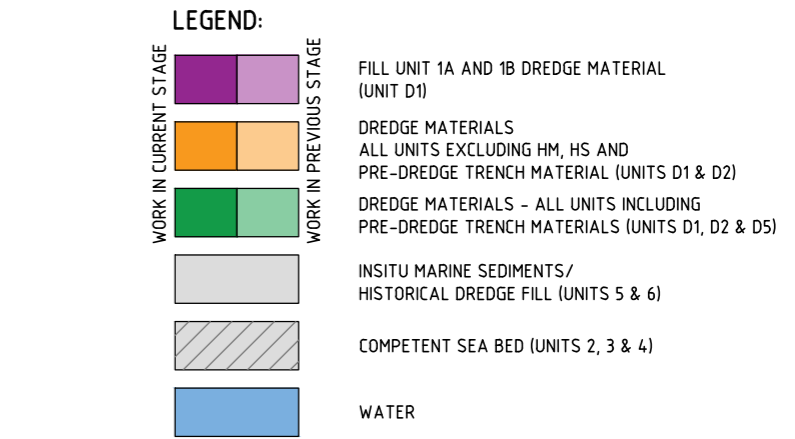 LEGEND:
WORK IN CURRENT STAGE
WORK IN PREVIOUS STAGE
FILL UNIT 1A AND 1B DREDGE MATERIAL
(UNIT D1)
DREDGE MATERIALS
ALL UNITS EXCLUDING HM, HS AND
PRE-DREDGE TRENCH MATERIAL (UNITS D1 & D2)
DREDGE MATERIALS - ALL UNITS INCLUDING
PRE-DREDGE TRENCH MATERIALS (UNITS D1, D2 & D5)
INSITU MARINE SEDIMENTS/
HISTORICAL DREDGE FILL (UNITS 5 & 6)
COMPETENT SEA BED (UNITS 2, 3 & 4)
WATER